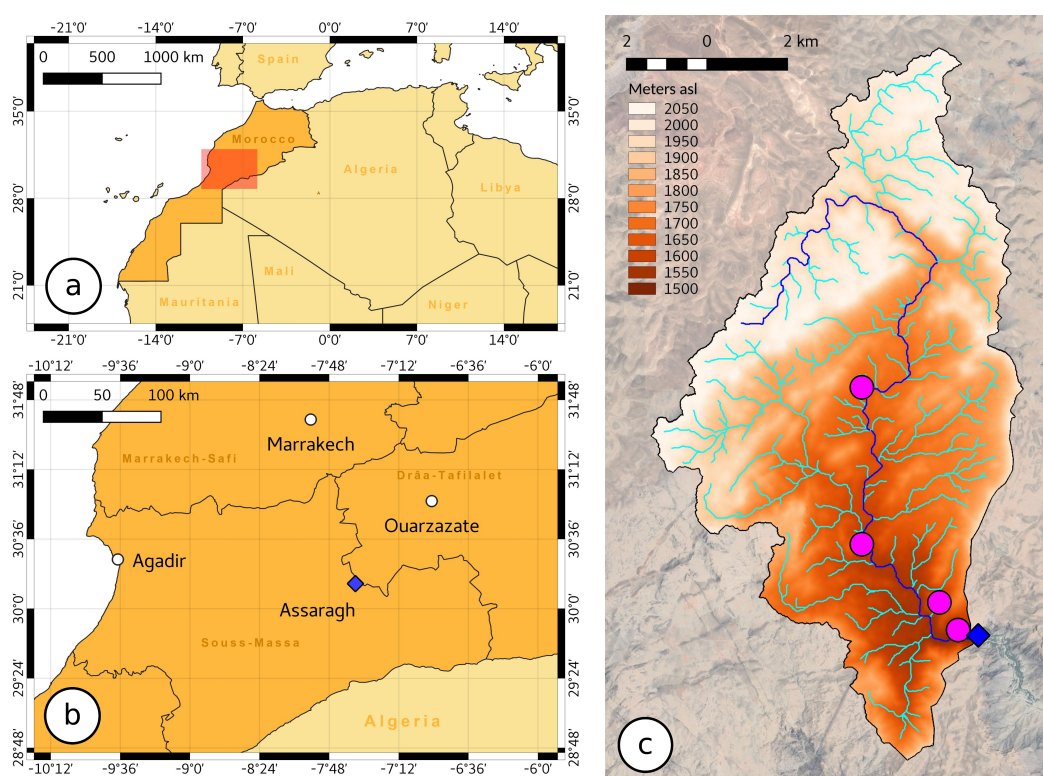 -21°0' -14°0' -7°0' 0°0' 7°0' 14°0'
0 500 1000 km
Spain
35°0' 35°0'
Morocco
Algeria
Libya
28°0' 28°0'
Mali
21°0' 21°0'
Mauritania
Niger
a
-21°0' -14°0' -7°0' 0°0' 7°0' 14°0'
-10°12' -9°36' -9°0' -8°24' -7°48' -7°12' -6°36' -6°0'
0 50 100 km
31°48' 31°48'
Marrakech
Marrakech-Safi
31°12' 31°12'
Drâa-Tafilalet
Ouarzazate
30°36' 30°36'
Agadir
Assaragh
30°0' 30°0'
Souss-Massa
29°24' 29°24'
Algeria
b
28°48' 28°48'
-10°12' -9°36' -9°0' -8°24' -7°48' -7°12' -6°36' -6°0'
2 0 2 km
Meters asl
2050
2000
1950
1900
1850
1800
1750
1700
1650
1600
1550
1500
c